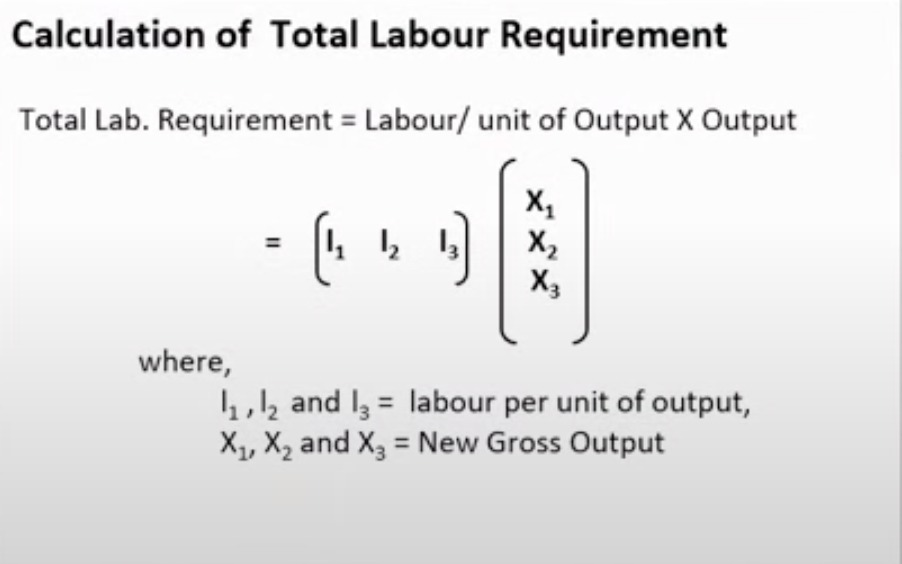 Calculation of Total Labour Requirement
Total Lab. Requirement = Labour/ unit of Output X Output
= (l₁ l₂ l₃) (X₁
X₂
X₃)
where,
l₁ ,l₂ and l₃ = labour per unit of output,
X₁, X₂ and X₃ = New Gross Output